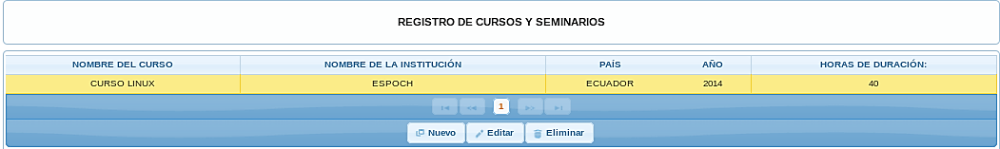 REGISTRO DE CURSOS Y SEMINARIOS
NOMBRE DEL CURSO NOMBRE DE LA INSTITUCIÓN PAÍS AÑO HORAS DE DURACIÓN:
CURSO LINUX ESPOCH ECUADOR 2014 40
1
Nuevo Editar Eliminar